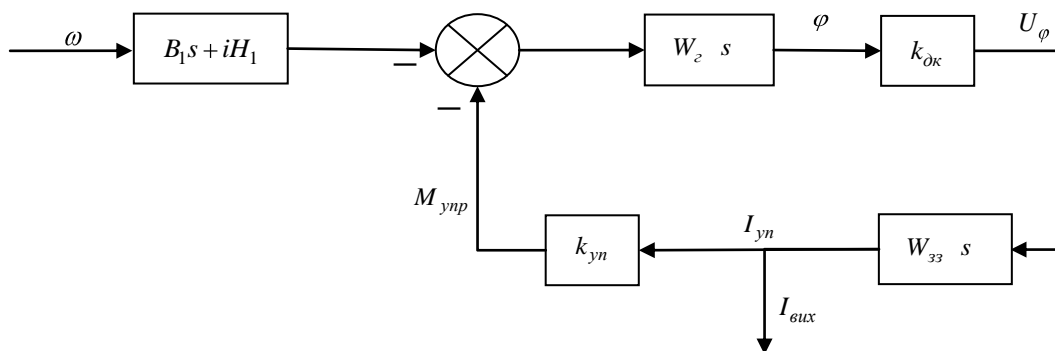 ω
B₁s + iH₁
–
–
W_г s
φ
k_дк
U_φ
M_упр
k_уп
I_уп
W_зз s
I_вих